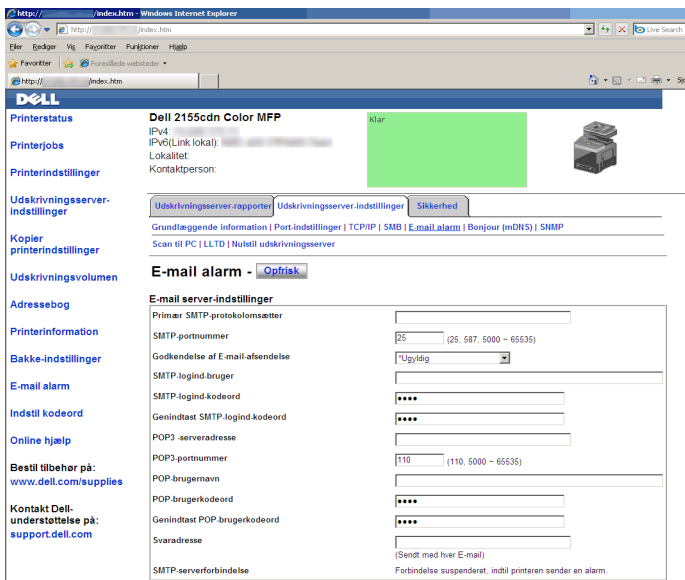 http:// /index.htm - Windows Internet Explorer
http:// /index.htm
Live Search
Filer Rediger Vis Favoritter Funktioner Hjælp
Favoritter Foreslåede websteder
http:// /index.htm
DELL
Printerstatus
Printerjobs
Printerindstillinger
Udskrivningsserver-
indstillinger
Kopier
printerindstillinger
Udskrivningsvolumen
Adressebog
Printerinformation
Bakke-indstillinger
E-mail alarm
Indstil kodeord
Online hjælp
Bestil tilbehør på:
www.dell.com/supplies
Kontakt Dell-
understøttelse på:
support.dell.com
Dell 2155cdn Color MFP
IPv4:
IPv6(Link lokal):
Lokalitet:
Kontaktperson:
Klar
Udskrivningsserver-rapporter Udskrivningsserver-indstillinger Sikkerhed
Grundlæggende information | Port-indstillinger | TCP/IP | SMB | E-mail alarm | Bonjour (mDNS) | SNMP
Scan til PC | LLTD | Nulstil udskrivningsserver
E-mail alarm - Opfrisk
E-mail server-indstillinger
Primær SMTP-protokolomsætter
SMTP-portnummer 25 (25, 587, 5000 ~ 65535)
Godkendelse af E-mail-afsendelse *Ugyldig
SMTP-logind-bruger
SMTP-logind-kodeord ••••
Genindtast SMTP-logind-kodeord ••••
POP3 -serveradresse
POP3-portnummer 110 (110, 5000 ~ 65535)
POP-brugernavn
POP-brugerkodeord ••••
Genindtast POP-brugerkodeord ••••
Svaradresse
(Sendt med hver E-mail)
SMTP-serverforbindelse Forbindelse suspenderet, indtil printeren sender en alarm.